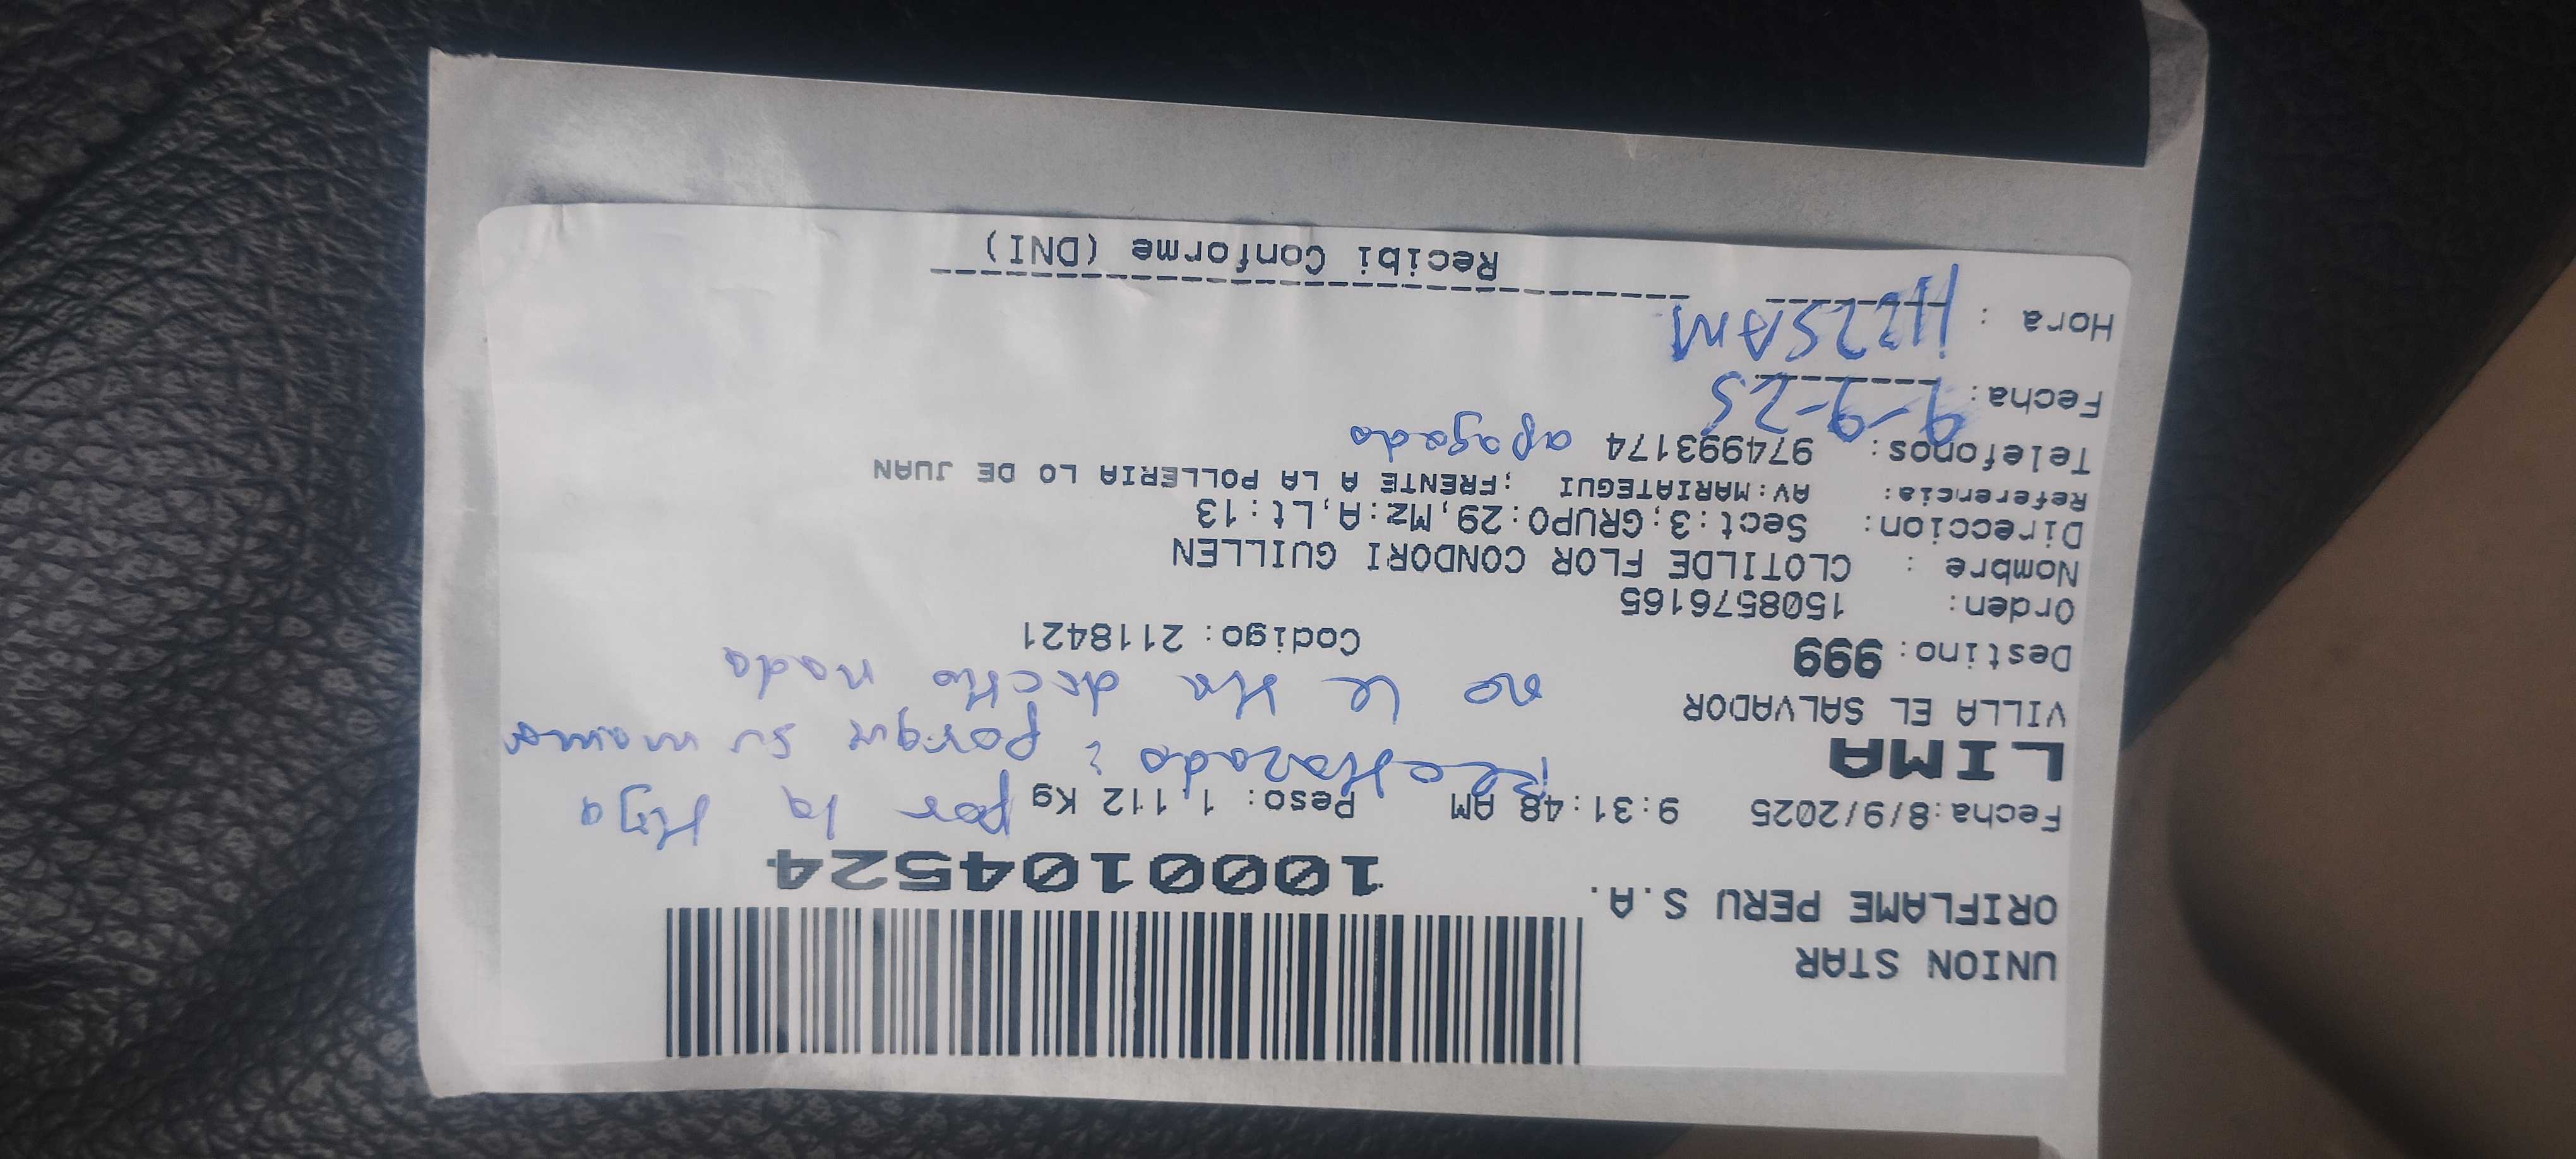 UNION STAR
ORIFLAME PERU S.A.
1000104524
Fecha:8/9/2025 9:31:48 AM Peso: 1.112 Kg
por la Hija
LIMA
RecHazado; porque su mama
VILLA EL SALVADOR
no le Ha decHo nada
Destino: 999 Codigo: 2118421
Orden: 1508576165
Nombre : CLOTILDE FLOR CONDORI GUILLEN
Direccion: Sect:3;GRUPO:29,Mz:A,Lt:13
Referencia: AV:MARIATEGUI ;FRENTE A LA POLLERIA LO DE JUAN
Telefonos: 974993174 apagado
Fecha: 9-9-25
Hora : 11:25AM
Recibi Conforme (DNI)